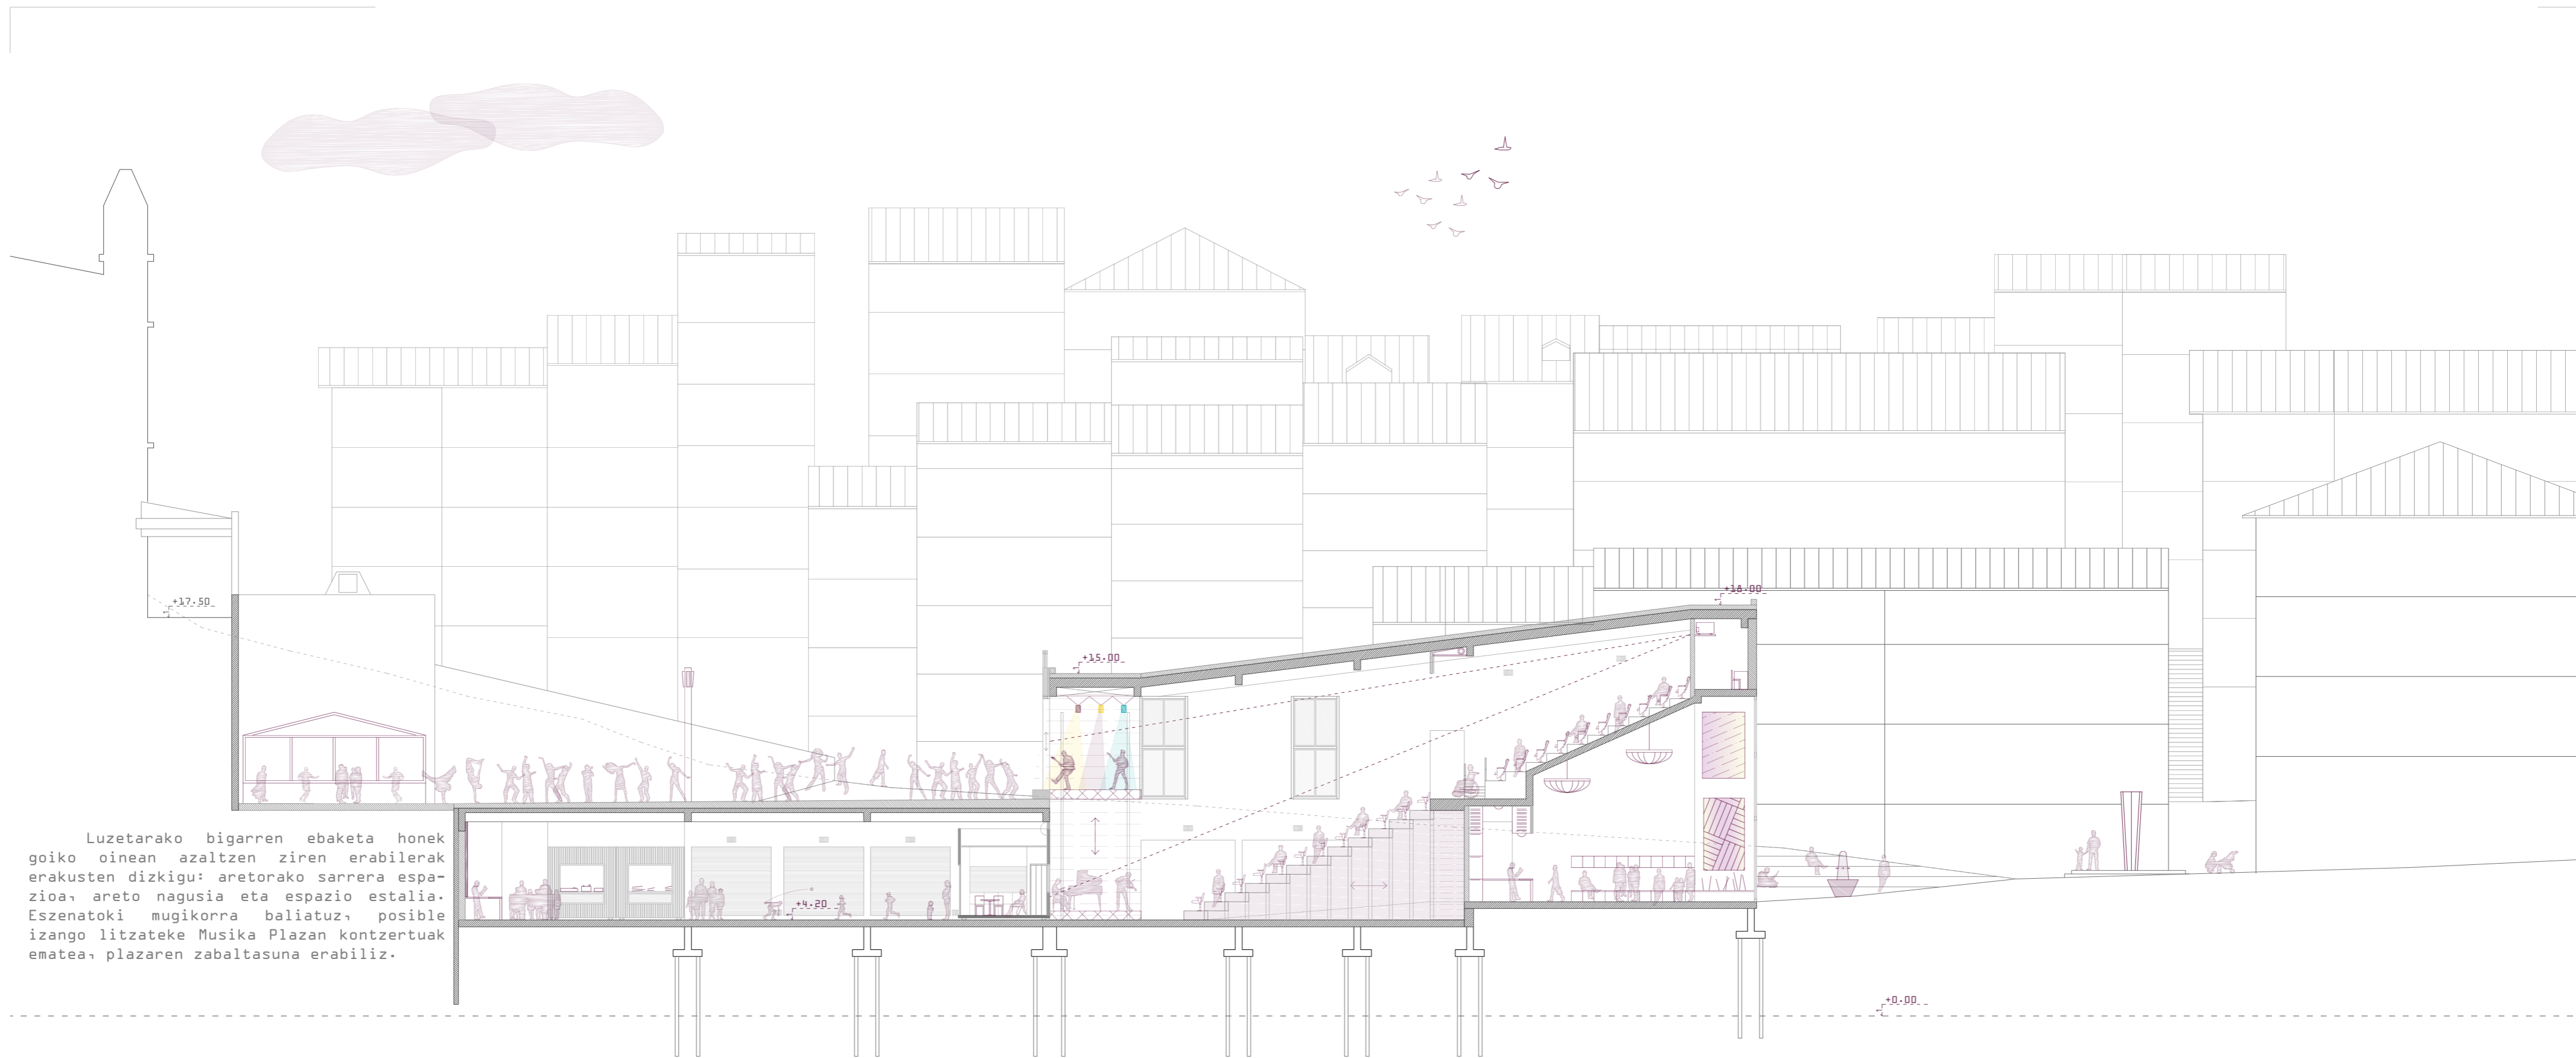 +17.50
+18.00
+15.00
Luzetarako bigarren ebaketa honek
goiko oinean azaltzen ziren erabilerak
erakusten dizkigu: aretorako sarrera espa-
zioa, areto nagusia eta espazio estalia.
Eszenatoki mugikorra baliatuz, posible
izango litzateke Musika Plazan kontzertuak
ematea, plazaren zabaltasuna erabiliz.
+4.20
+0.00